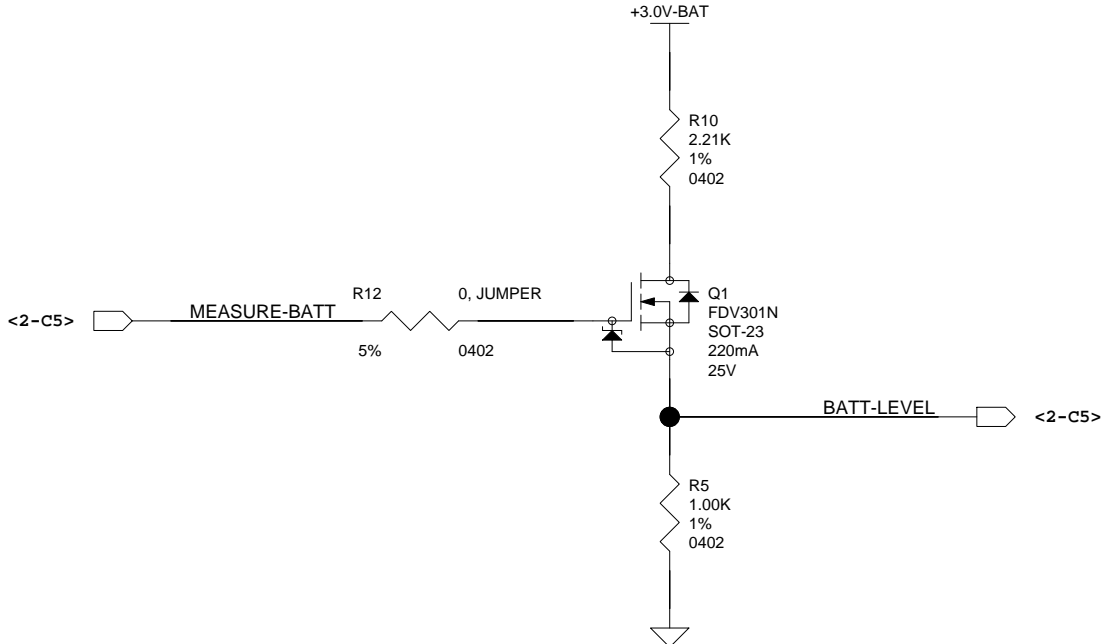 +3.0V-BAT
R10
2.21K
1%
0402
R12 0, JUMPER
Q1
FDV301N
SOT-23
220mA
25V
<2-C5> MEASURE-BATT
5% 0402
BATT-LEVEL <2-C5>
R5
1.00K
1%
0402